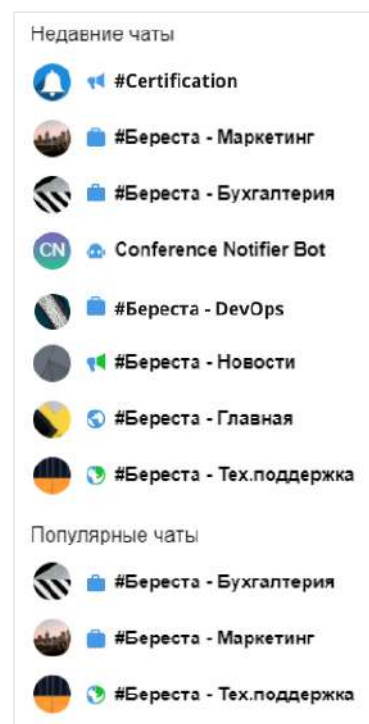 Недавние чаты
#Certification
#Береста - Маркетинг
#Береста - Бухгалтерия
CN Conference Notifier Bot
#Береста - DevOps
#Береста - Новости
#Береста - Главная
#Береста - Тех.поддержка
Популярные чаты
#Береста - Бухгалтерия
#Береста - Маркетинг
#Береста - Тех.поддержка